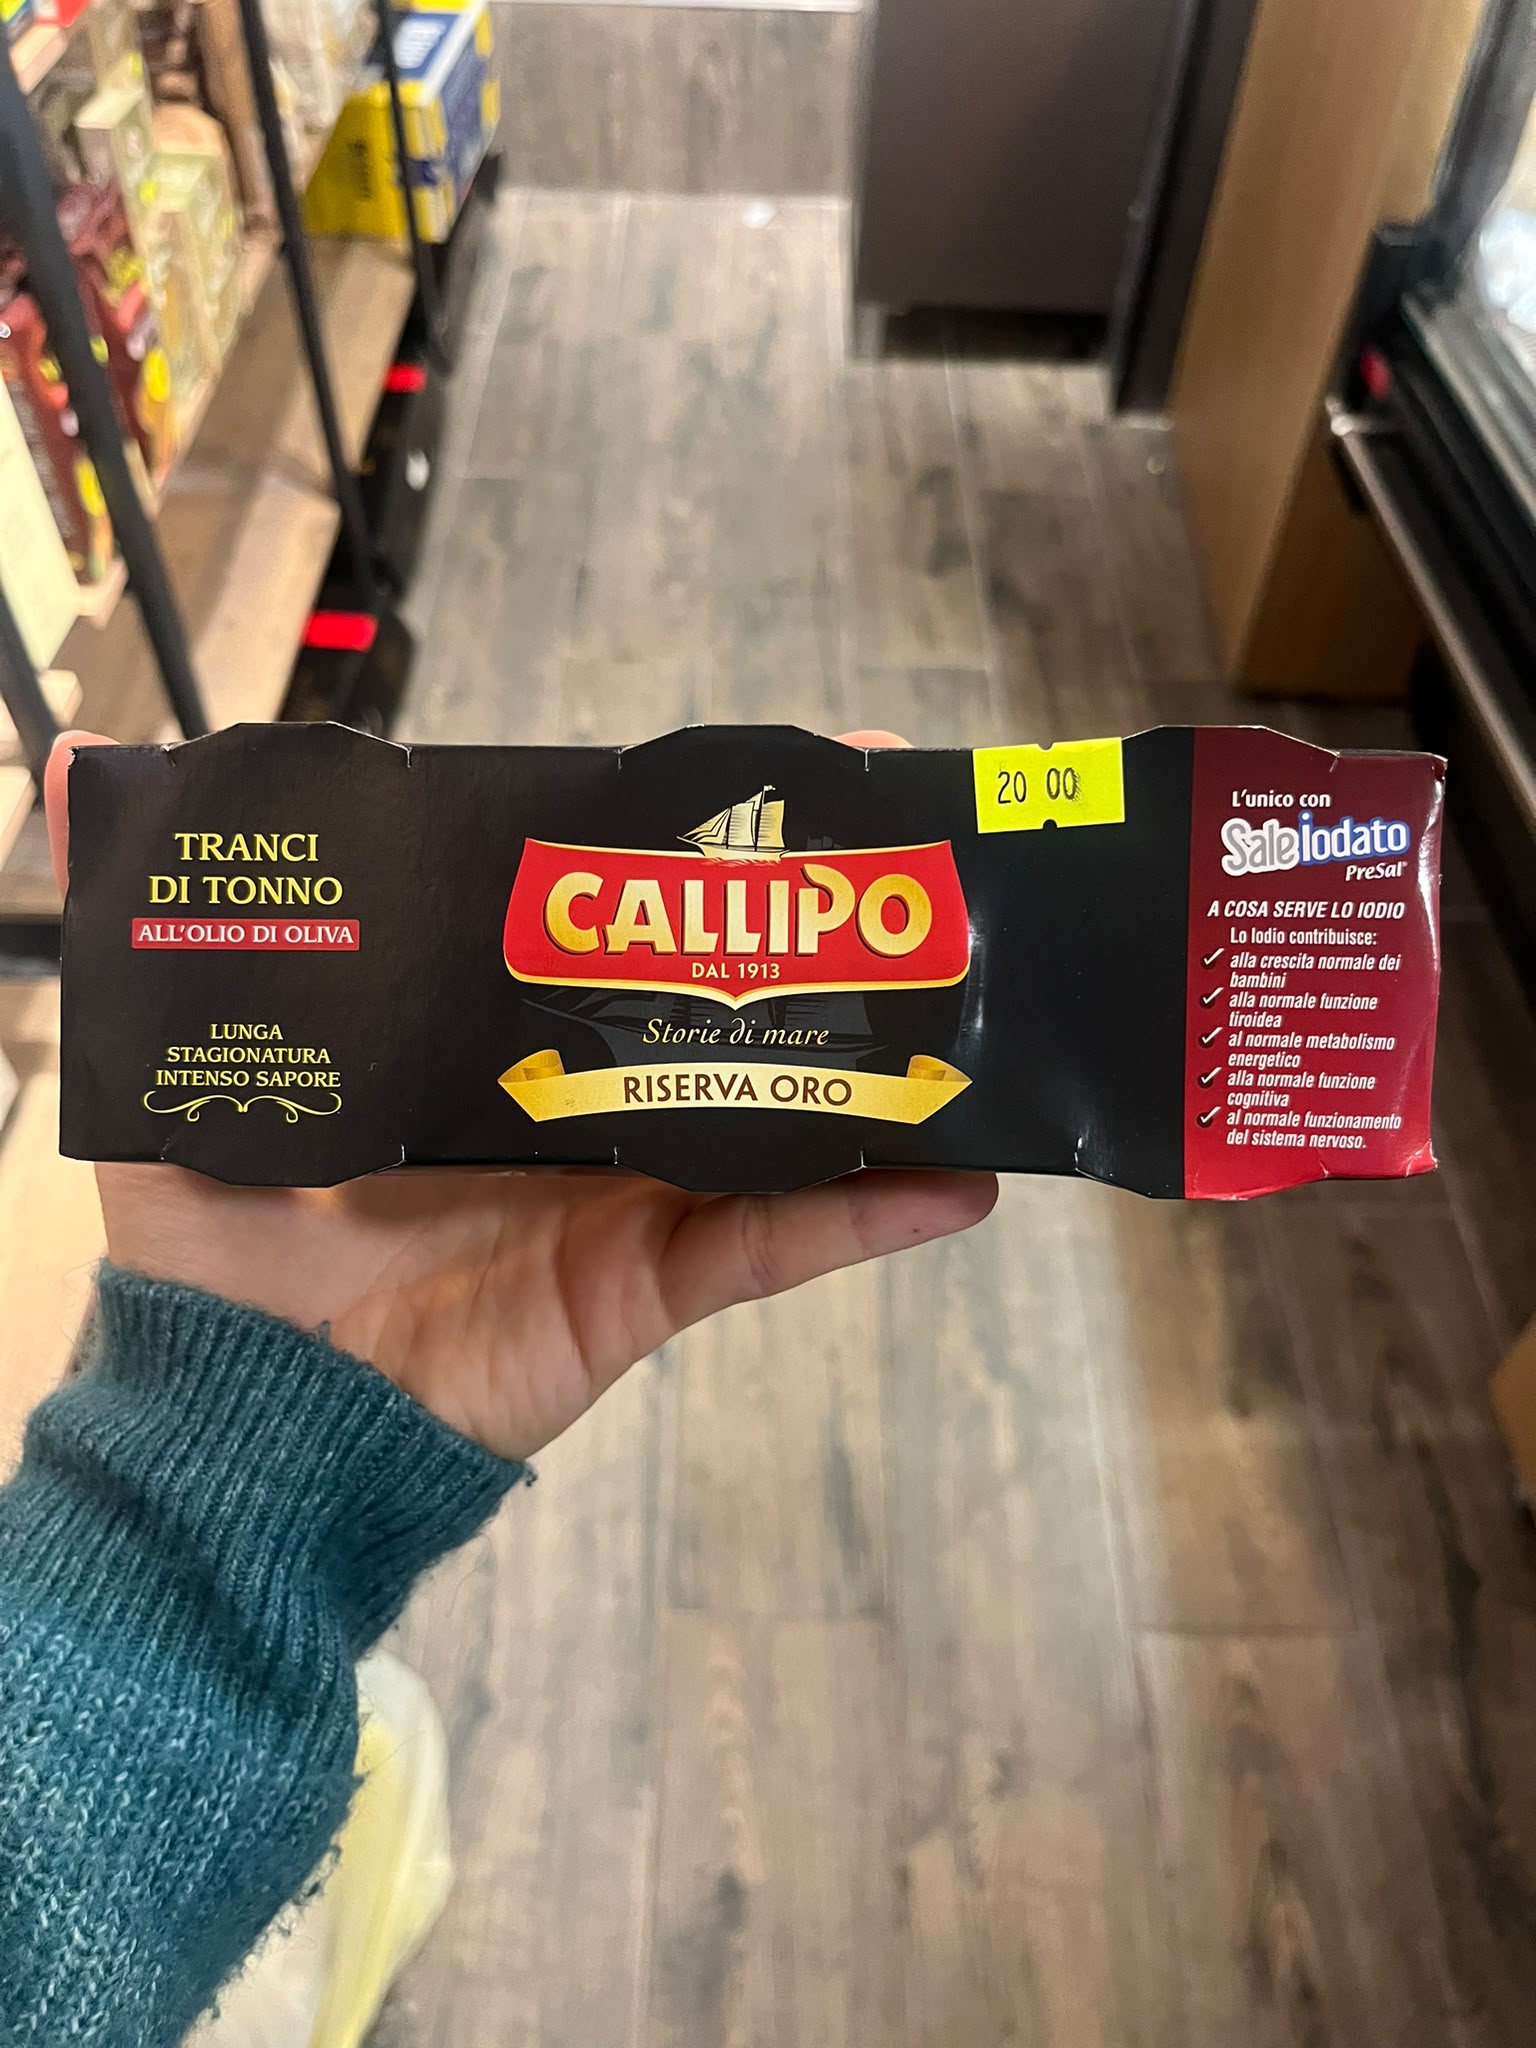 TRANCI
DI TONNO
ALL'OLIO DI OLIVA
LUNGA
STAGIONATURA
INTENSO SAPORE
CALLIPO
DAL 1913
Storie di mare
RISERVA ORO
20 00
L'unico con
Saleiodato
PreSal®
A COSA SERVE LO IODIO
Lo Iodio contribuisce:
✓ alla crescita normale dei
bambini
✓ alla normale funzione
tiroidea
✓ al normale metabolismo
energetico
✓ alla normale funzione
cognitiva
✓ al normale funzionamento
del sistema nervoso.